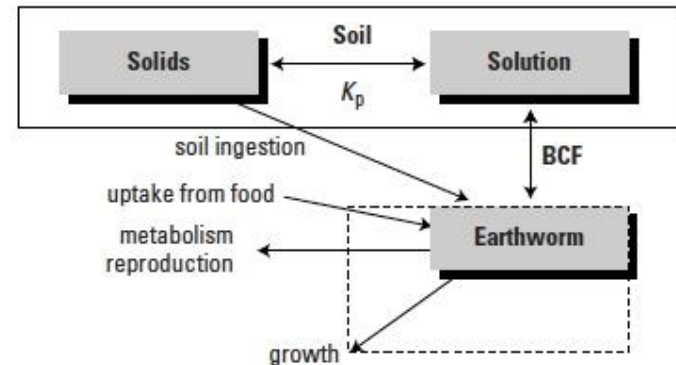 Soil
Solids
Solution
Kp
soil ingestion
BCF
uptake from food
Earthworm
metabolism
reproduction
growth